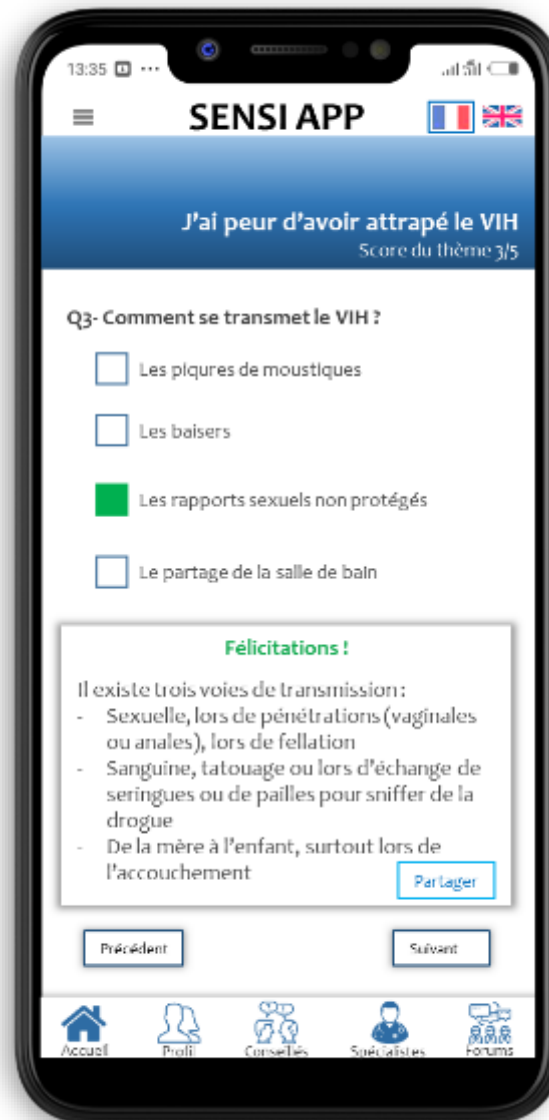 13:35
SENSI APP
J'ai peur d'avoir attrapé le VIH
Score du thème 3/5
Q3- Comment se transmet le VIH ?
Les piqures de moustiques
Les baisers
Les rapports sexuels non protégés
Le partage de la salle de bain
Félicitations !
Il existe trois voies de transmission :
- Sexuelle, lors de pénétrations (vaginales
ou anales), lors de fellation
- Sanguine, tatouage ou lors d'échange de
seringues ou de pailles pour sniffer de la
drogue
- De la mère à l'enfant, surtout lors de
l'accouchement
Partager
Précédent
Suivant
Accueil
Profil
Conseillés
Spécialistes
Forums